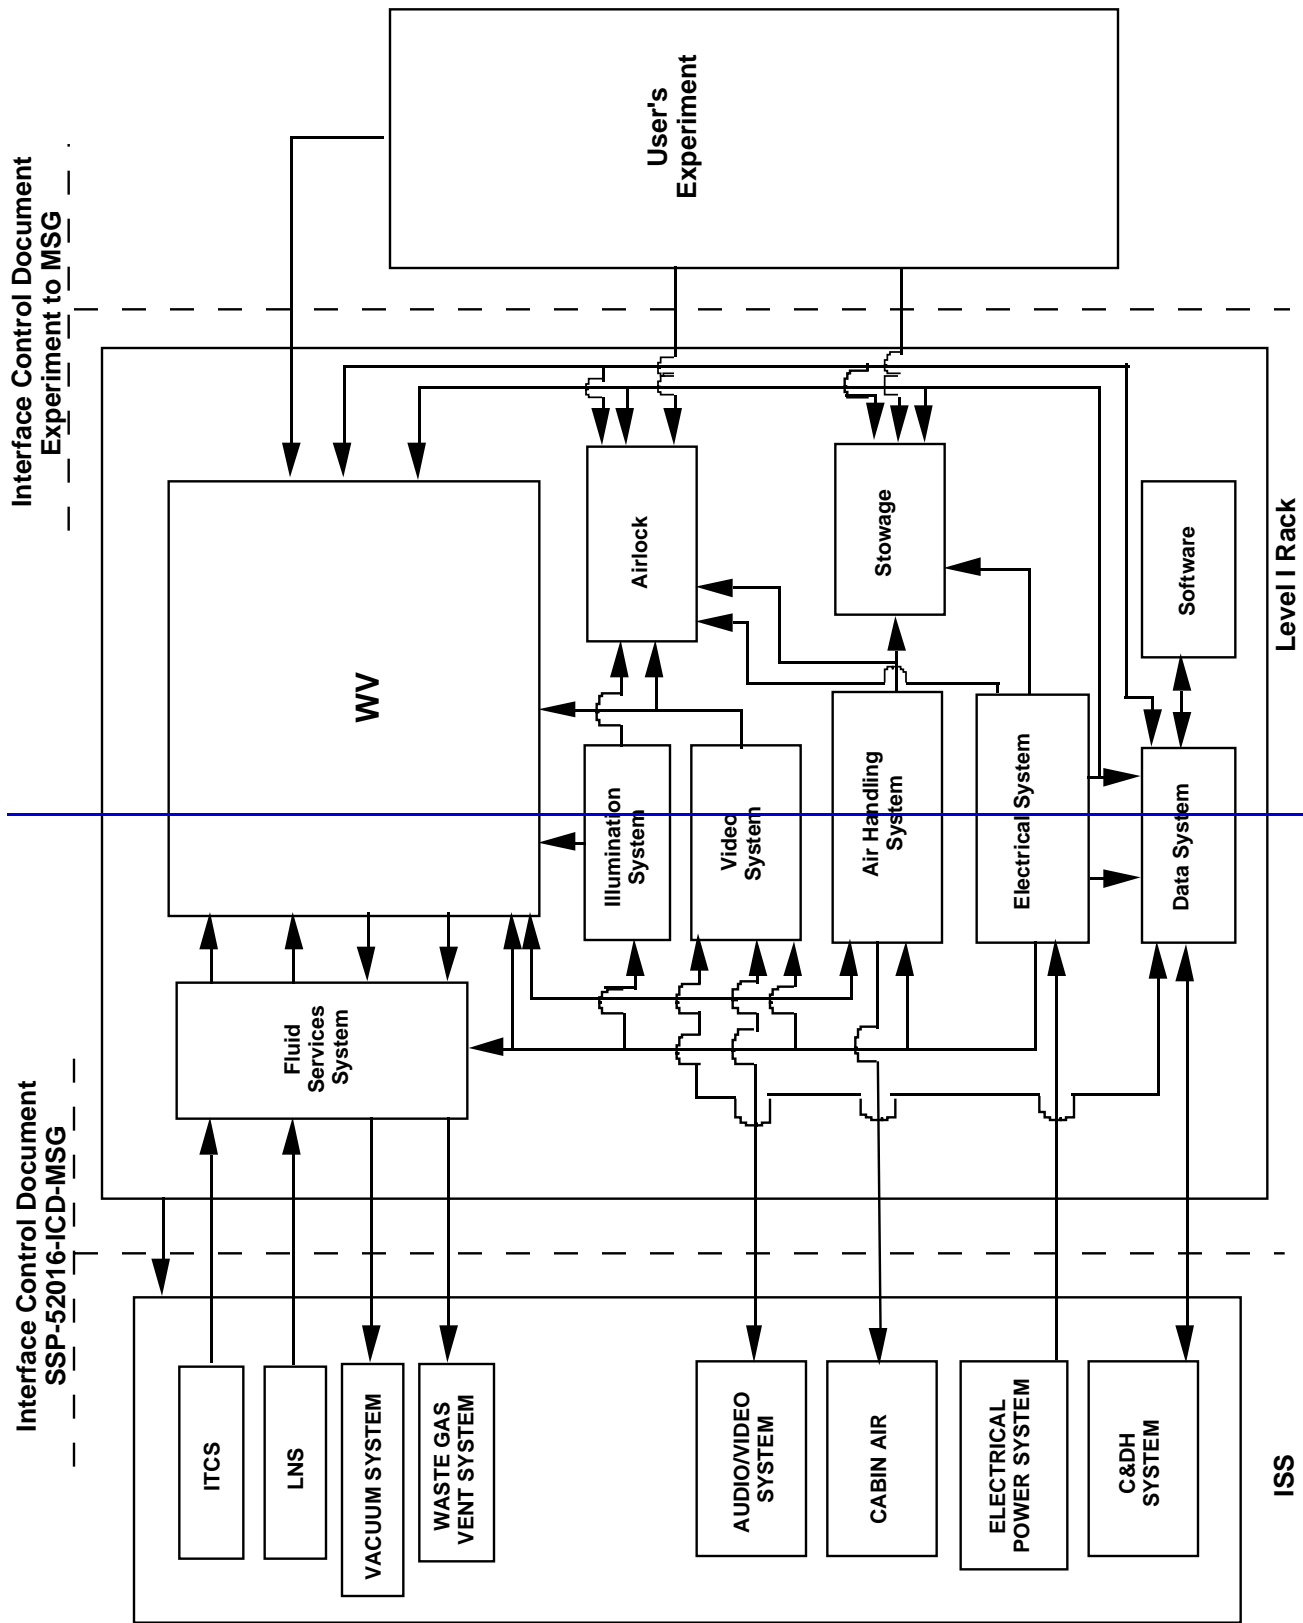 Interface Control Document
SSP-52016-ICD-MSG
Interface Control Document
Experiment to MSG
ITCS
LNS
VACUUM SYSTEM
WASTE GAS
VENT SYSTEM
AUDIO/VIDEO
SYSTEM
CABIN AIR
ELECTRICAL
POWER SYSTEM
C&DH
SYSTEM
ISS
Fluid
Services
System
WV
Illumination
System
Video
System
Air Handling
System
Electrical System
Data System
Airlock
Stowage
Software
Level I Rack
User's
Experiment